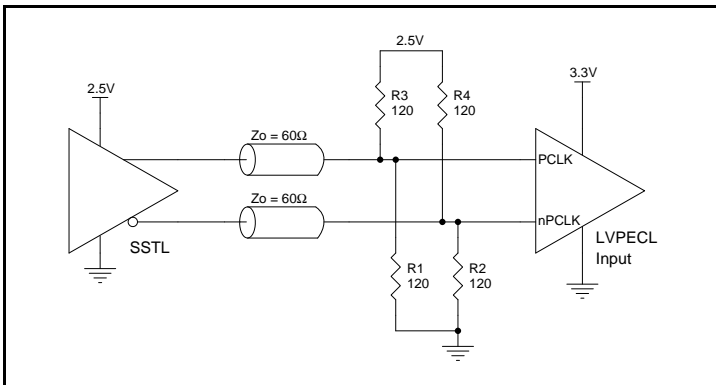 2.5V
3.3V
2.5V
R3
120
R4
120
Zo = 60Ω
PCLK
Zo = 60Ω
nPCLK
SSTL
LVPECL
Input
R1
120
R2
120